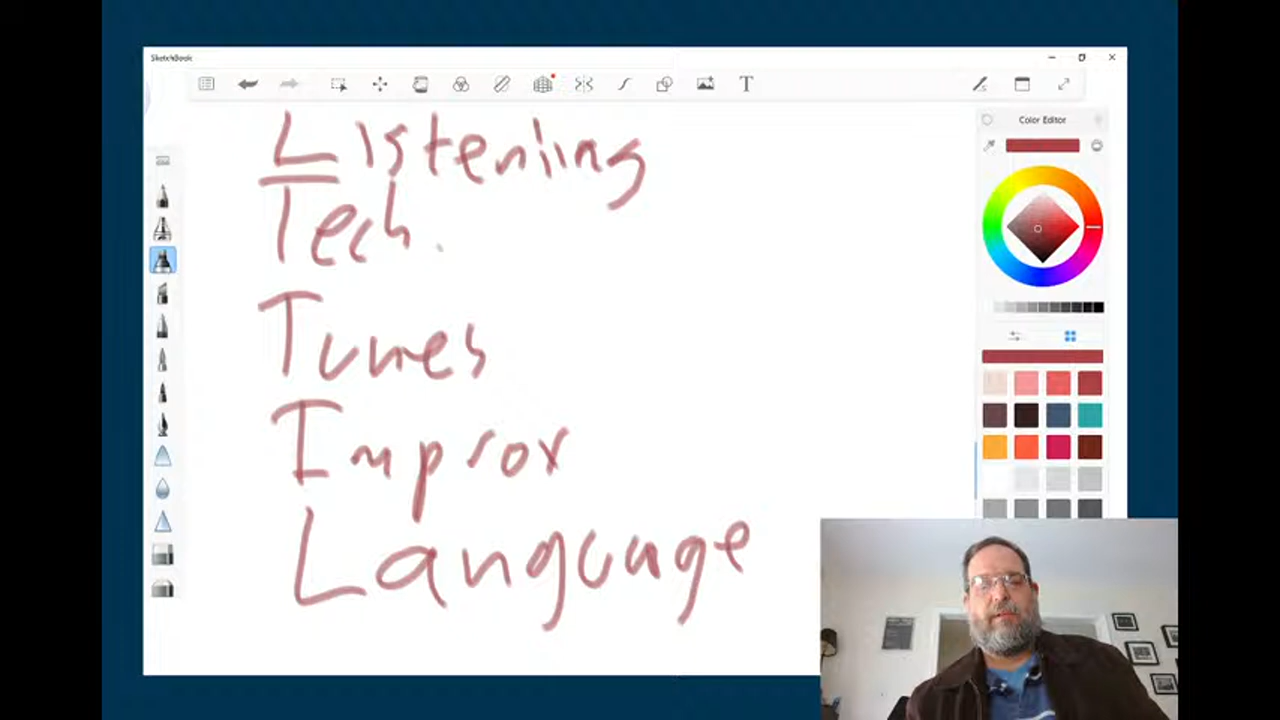 SketchBook
T
Color Editor
Listening
Tech.
Tunes
Improv
Language